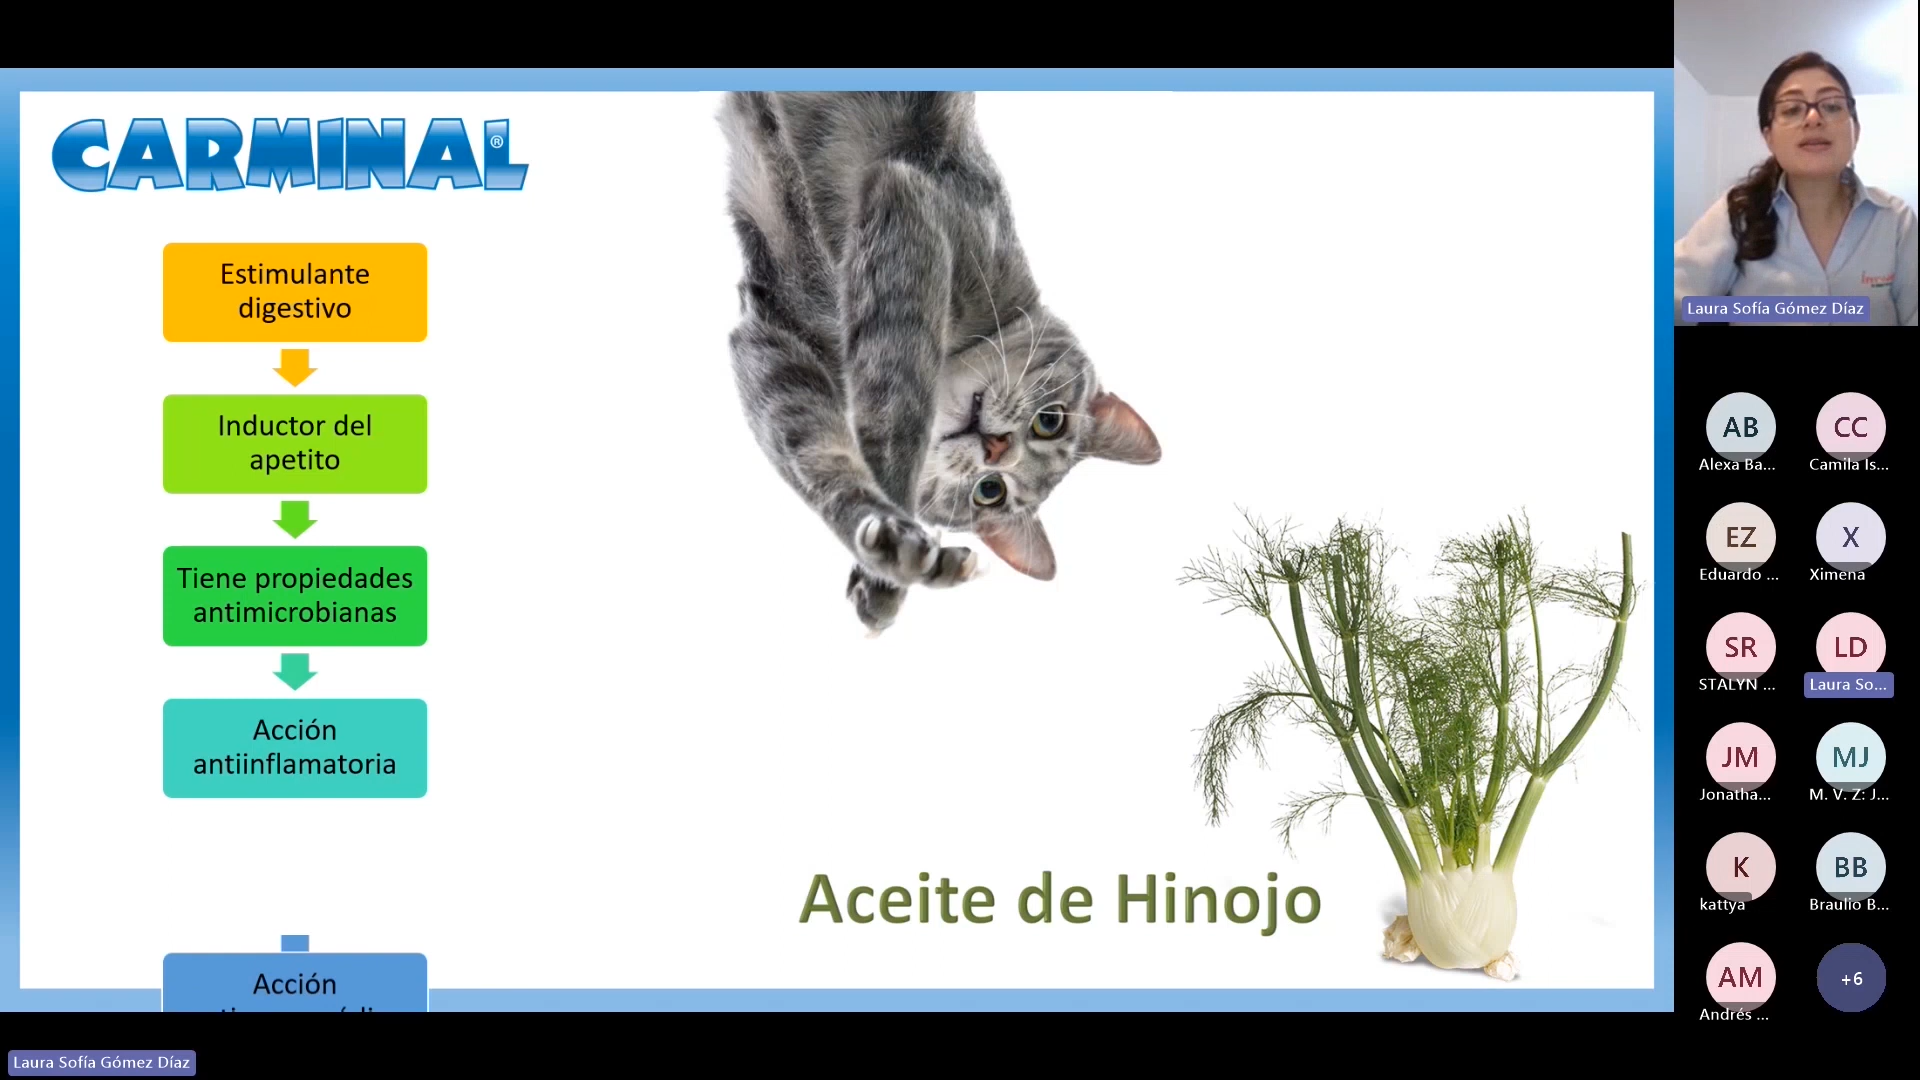 CARMINAL®
Estimulante
digestivo
Inductor del
apetito
Tiene propiedades
antimicrobianas
Acción
antiinflamatoria
Acción
Aceite de Hinojo
Laura Sofía Gómez Díaz
AB
Alexa Ba...
CC
Camila Is...
EZ
Eduardo ...
X
Ximena
SR
STALYN ...
LD
Laura So...
JM
Jonatha...
MJ
M. V. Z: J...
K
kattya
BB
Braulio B...
AM
Andrés ...
+6
Laura Sofía Gómez Díaz